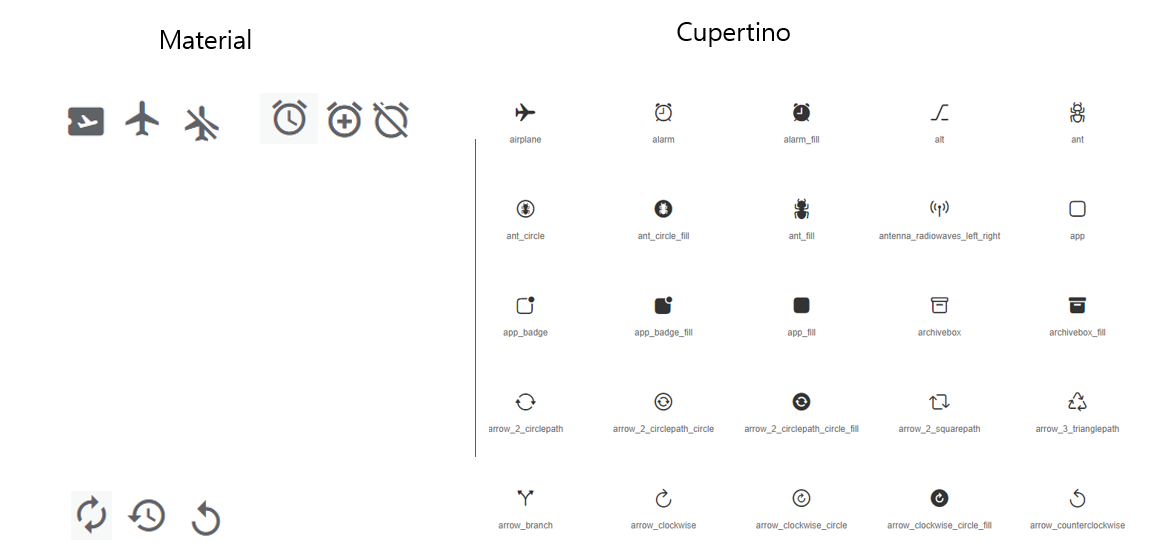 Material
Cupertino
airplane
alarm
alarm_fill
alt
ant
ant_circle
ant_circle_fill
ant_fill
antenna_radiowaves_left_right
app
app_badge
app_badge_fill
app_fill
archivebox
archivebox_fill
arrow_2_circlepath
arrow_2_circlepath_circle
arrow_2_circlepath_circle_fill
arrow_2_squarepath
arrow_3_trianglepath
arrow_branch
arrow_clockwise
arrow_clockwise_circle
arrow_clockwise_circle_fill
arrow_counterclockwise